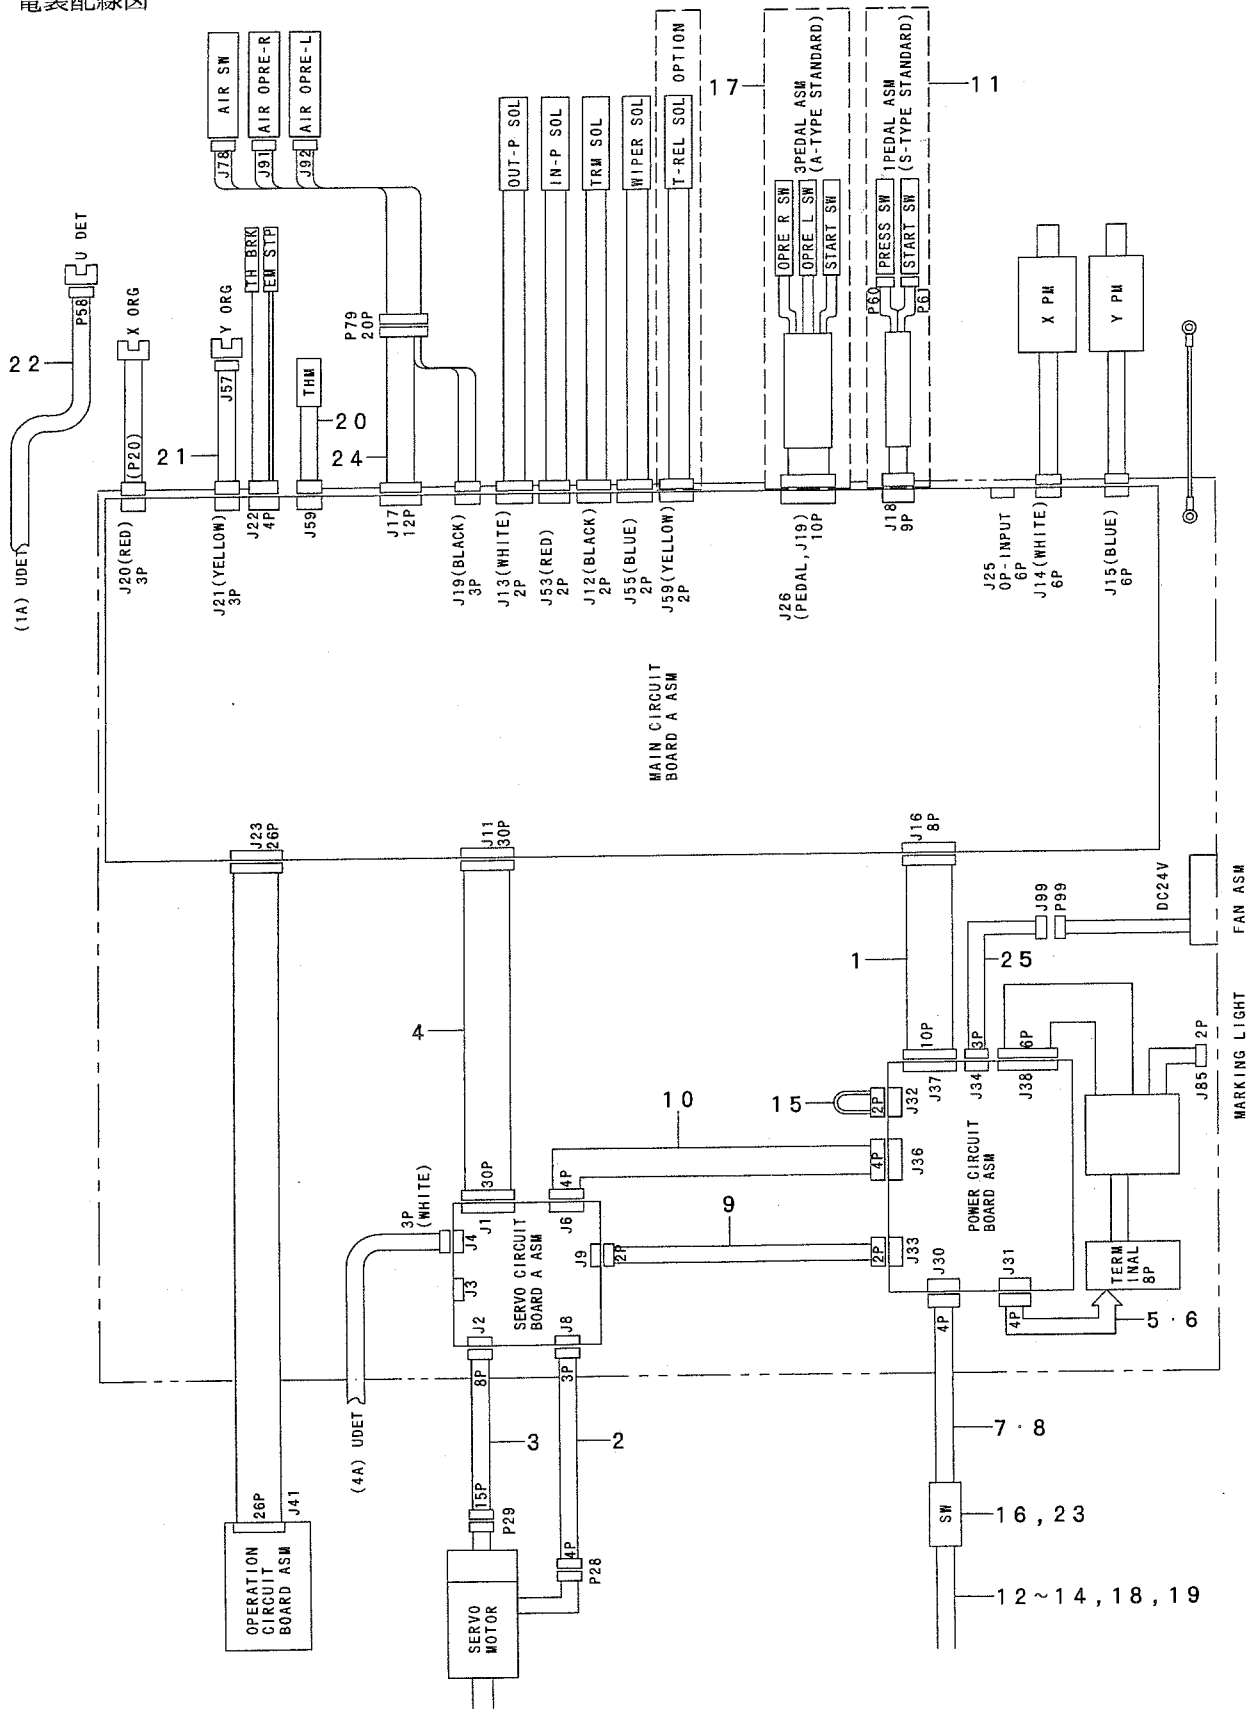 電装配線図
AIR SW
AIR OPRE-R
AIR OPRE-L
J78
J91
J92
OUT-P SOL
IN-P SOL
TRM SOL
WIPER SOL
T-REL SOL
OPTION
17
3PEDAL ASM
(A-TYPE STANDARD)
OPRE R SW
OPRE L SW
START SW
1PEDAL ASM
(S-TYPE STANDARD)
11
PRESS SW
START SW
P60
P61
X PM
Y PM
22
U DET
P58
X ORG
(P20)
Y ORG
J57
21
TH BRK
EM STP
THM
20
24
P79
20P
(1A) UDET
J20(RED)
3P
J21(YELLOW)
3P
J22
4P
J59
J17
12P
J19(BLACK)
3P
J13(WHITE)
2P
J53(RED)
2P
J12(BLACK)
2P
J55(BLUE)
2P
J59(YELLOW)
2P
J26
(PEDAL,J19)
10P
J18
9P
J25
OP-INPUT
6P
J14(WHITE)
6P
J15(BLUE)
6P
MAIN CIRCUIT
BOARD A ASM
J23
26P
J11
30P
J16
8P
4
1
25
J99
P99
DC24V
FAN ASM
10P
3P
6P
J37
J34
J38
15
2P
J32
10
4P
J36
J85
2P
MARKING LIGHT
3P
(WHITE)
30P
J1
4P
J6
J4
J3
J9
2P
9
2P
J33
SERVO CIRCUIT
BOARD A ASM
POWER CIRCUIT
BOARD ASM
J2
J8
J30
J31
TERM
INAL
8P
8P
3P
4P
4P
5·6
(4A) UDET
3
2
7·8
26P
J41
15P
P29
4P
P28
SW
16,23
OPERATION
CIRCUIT
BOARD ASM
SERVO
MOTOR
12~14,18,19